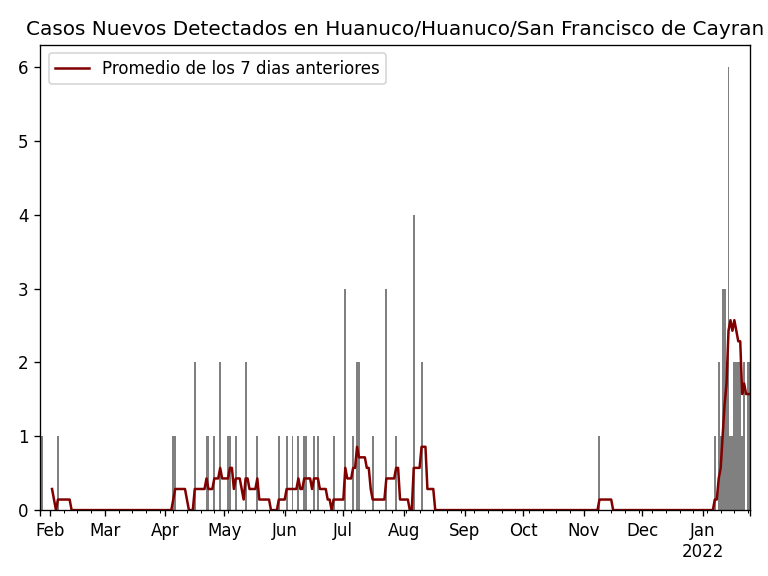 Casos Nuevos Detectados en Huanuco/Huanuco/San Francisco de Cayran
Promedio de los 7 dias anteriores
6
5
4
3
2
1
0
Feb Mar Apr May Jun Jul Aug Sep Oct Nov Dec Jan
2022